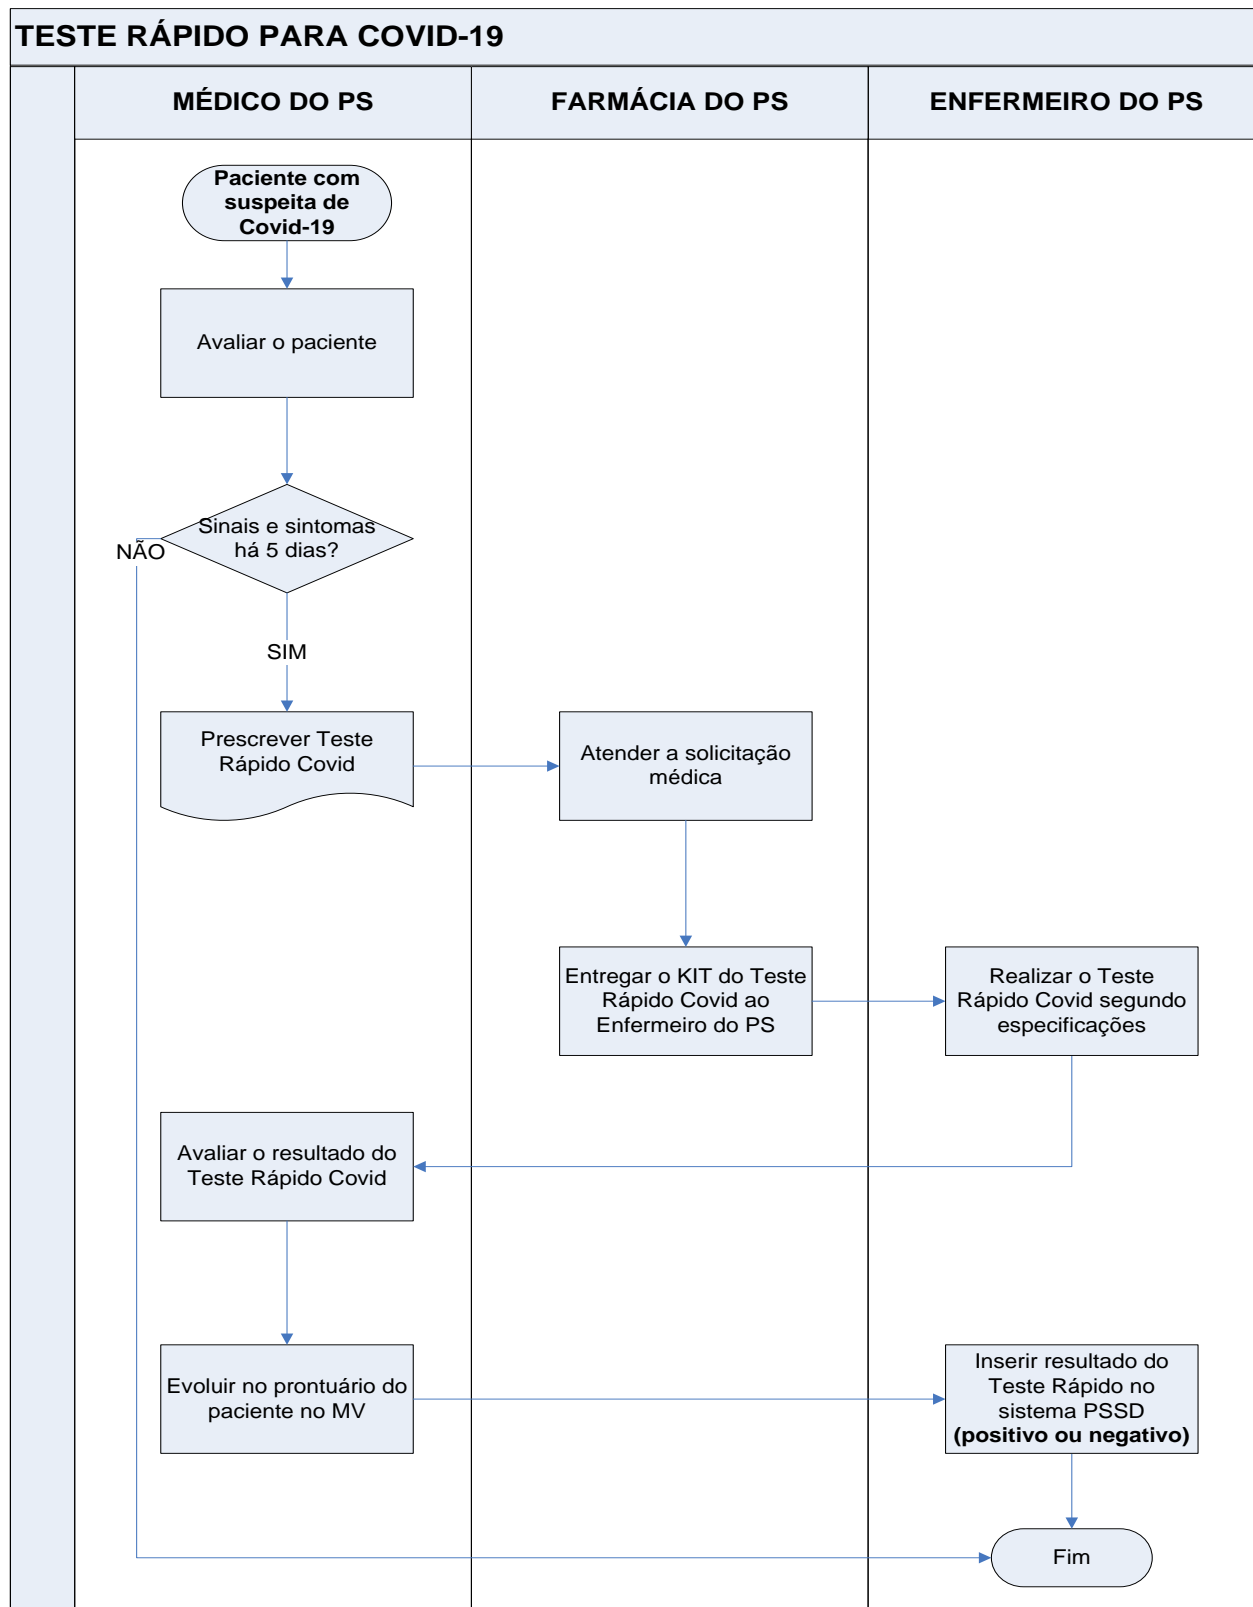 TESTE RÁPIDO PARA COVID-19
MÉDICO DO PS
FARMÁCIA DO PS
ENFERMEIRO DO PS
Paciente com
suspeita de
Covid-19
Avaliar o paciente
Sinais e sintomas
há 5 dias?
NÃO
SIM
Prescrever Teste
Rápido Covid
Atender a solicitação
médica
Entregar o KIT do Teste
Rápido Covid ao
Enfermeiro do PS
Realizar o Teste
Rápido Covid segundo
especificações
Avaliar o resultado do
Teste Rápido Covid
Evoluir no prontuário do
paciente no MV
Inserir resultado do
Teste Rápido no
sistema PSSD
(positivo ou negativo)
Fim